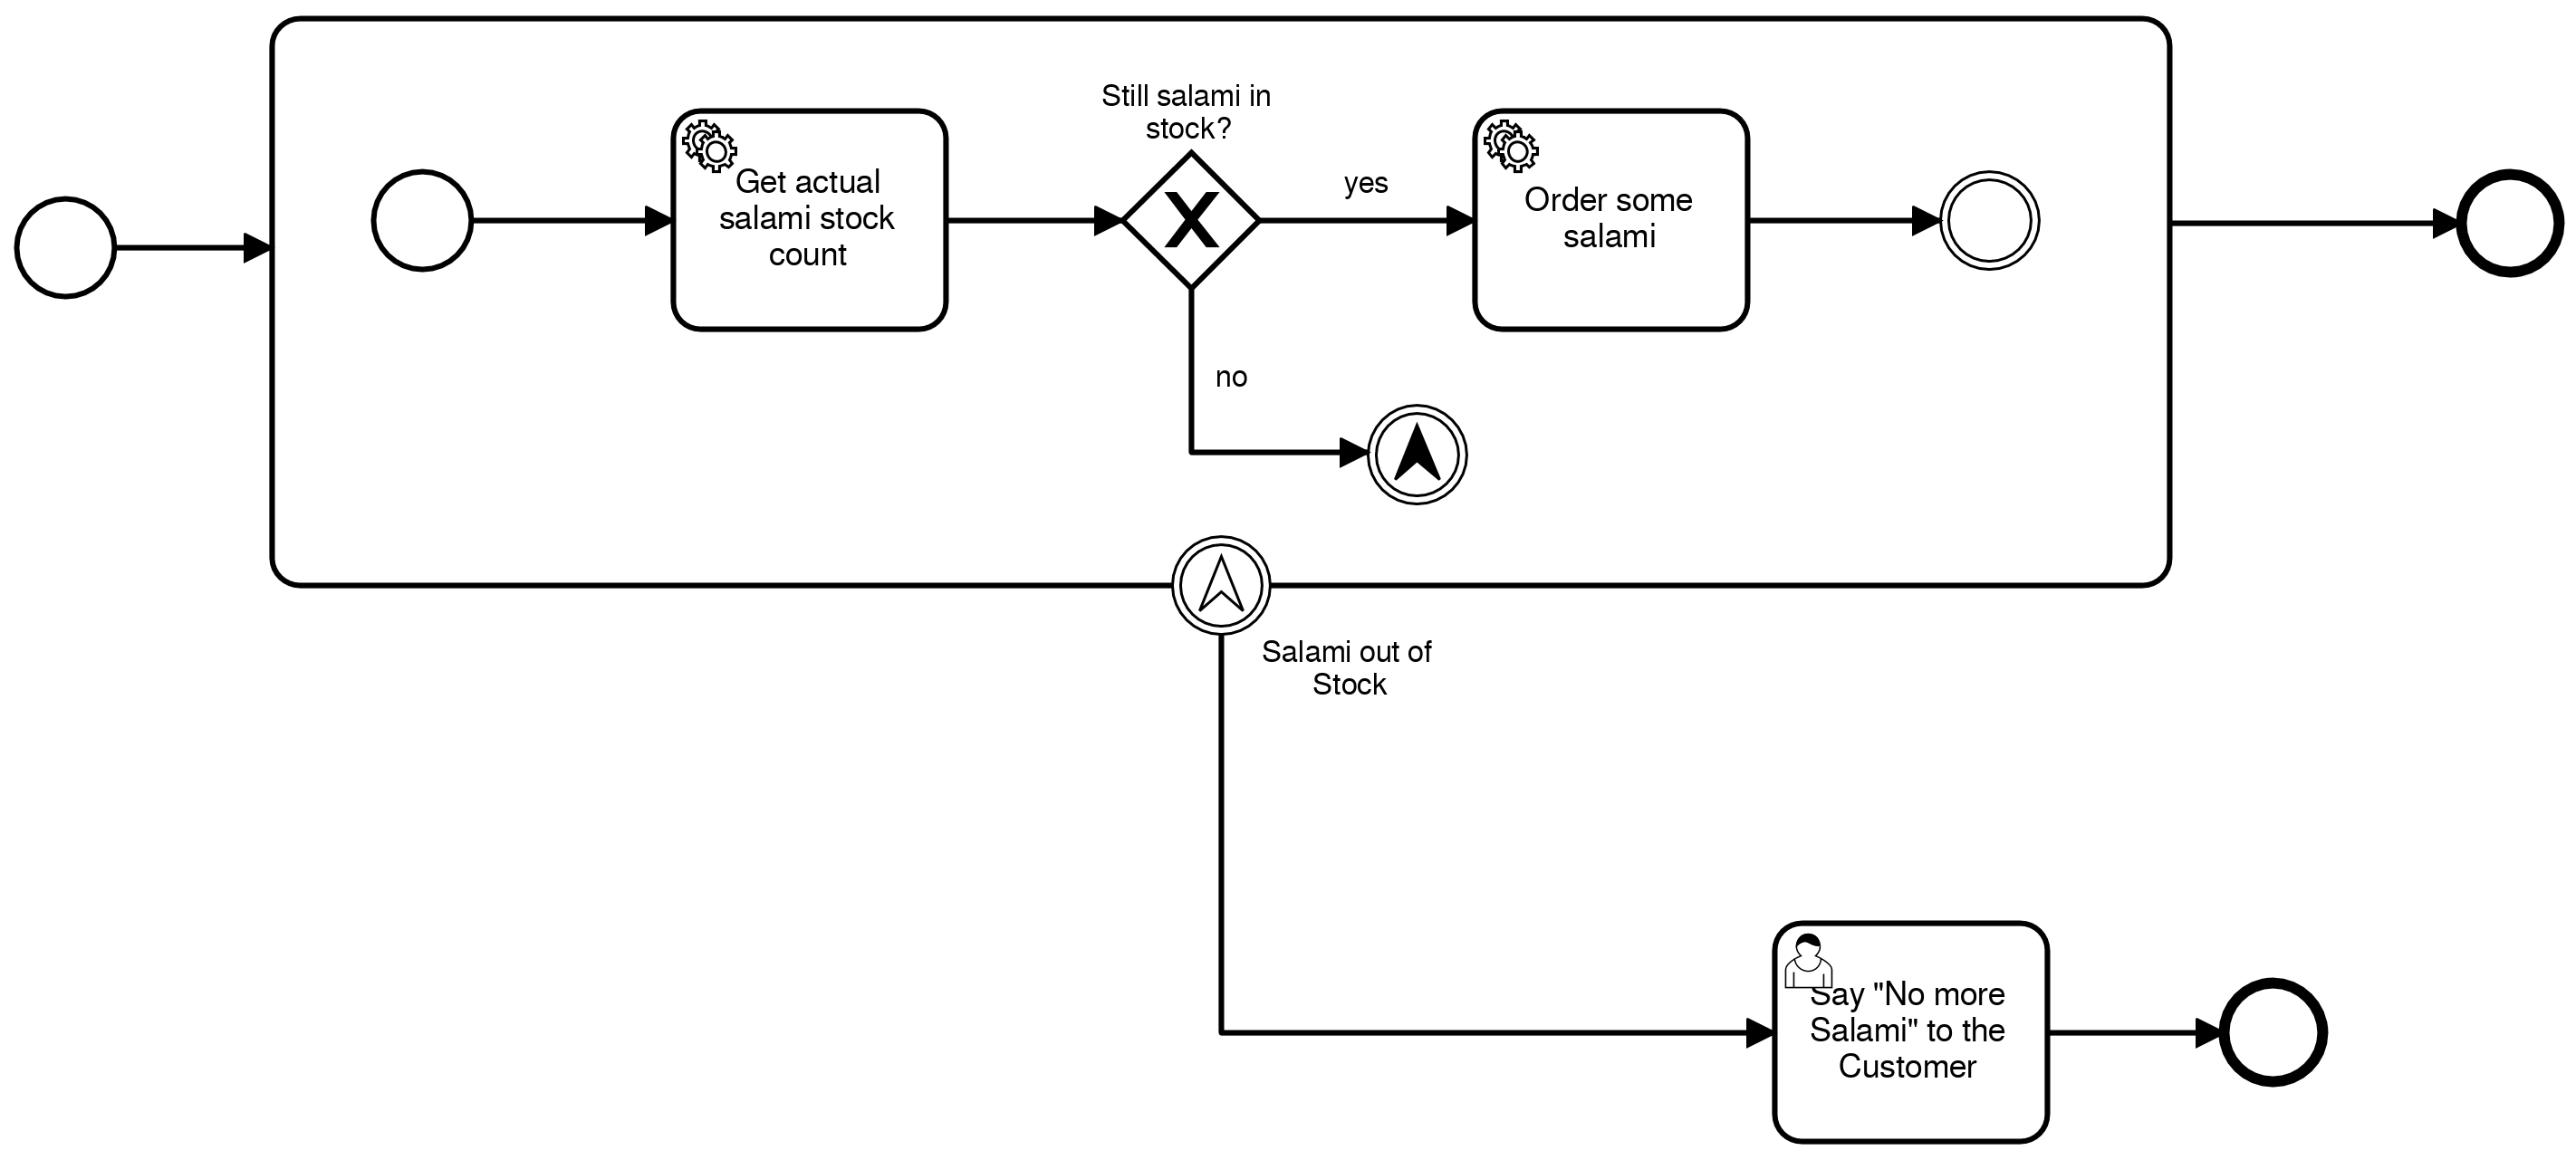 Still salami in
stock?
Get actual
salami stock
count
yes
Order some
salami
no
Salami out of
Stock
Say "No more
Salami" to the
Customer